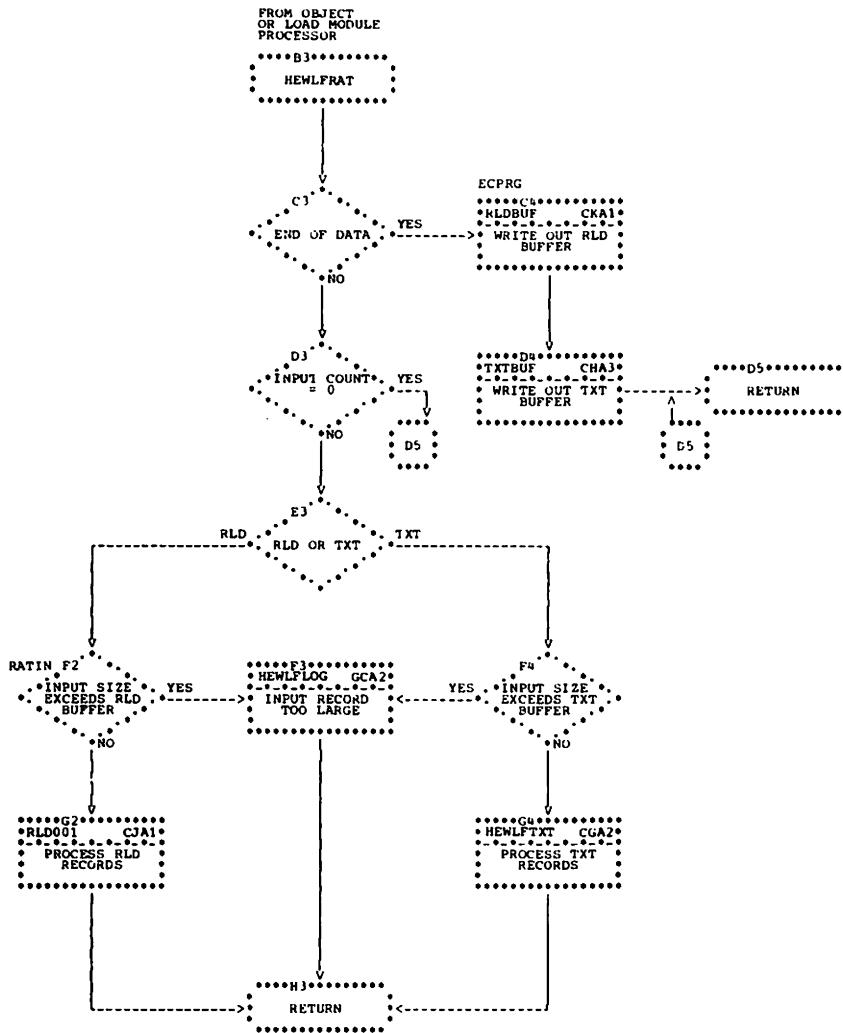 FROM OBJECT
OR LOAD MODULE
PROCESSOR
B3
HEWLFRAT
C3
END OF DATA
YES
NO
ECPRG
C4
RLDBUF CKA1
WRITE OUT RLD
BUFFER
D3
INPUT COUNT
= 0
YES
NO
D5
D4
TXTBUF CHA3
WRITE OUT TXT
BUFFER
D5
RETURN
D5
E3
RLD
RLD OR TXT
TXT
RATIN F2
INPUT SIZE
EXCEEDS RLD
BUFFER
YES
NO
F3
HEWLFLOG GCA2
INPUT RECORD
TOO LARGE
F4
YES
INPUT SIZE
EXCEEDS TXT
BUFFER
NO
G2
RLD001 CJA1
PROCESS RLD
RECORDS
G4
HEWLFTXT CGA2
PROCESS TXT
RECORDS
H3
RETURN